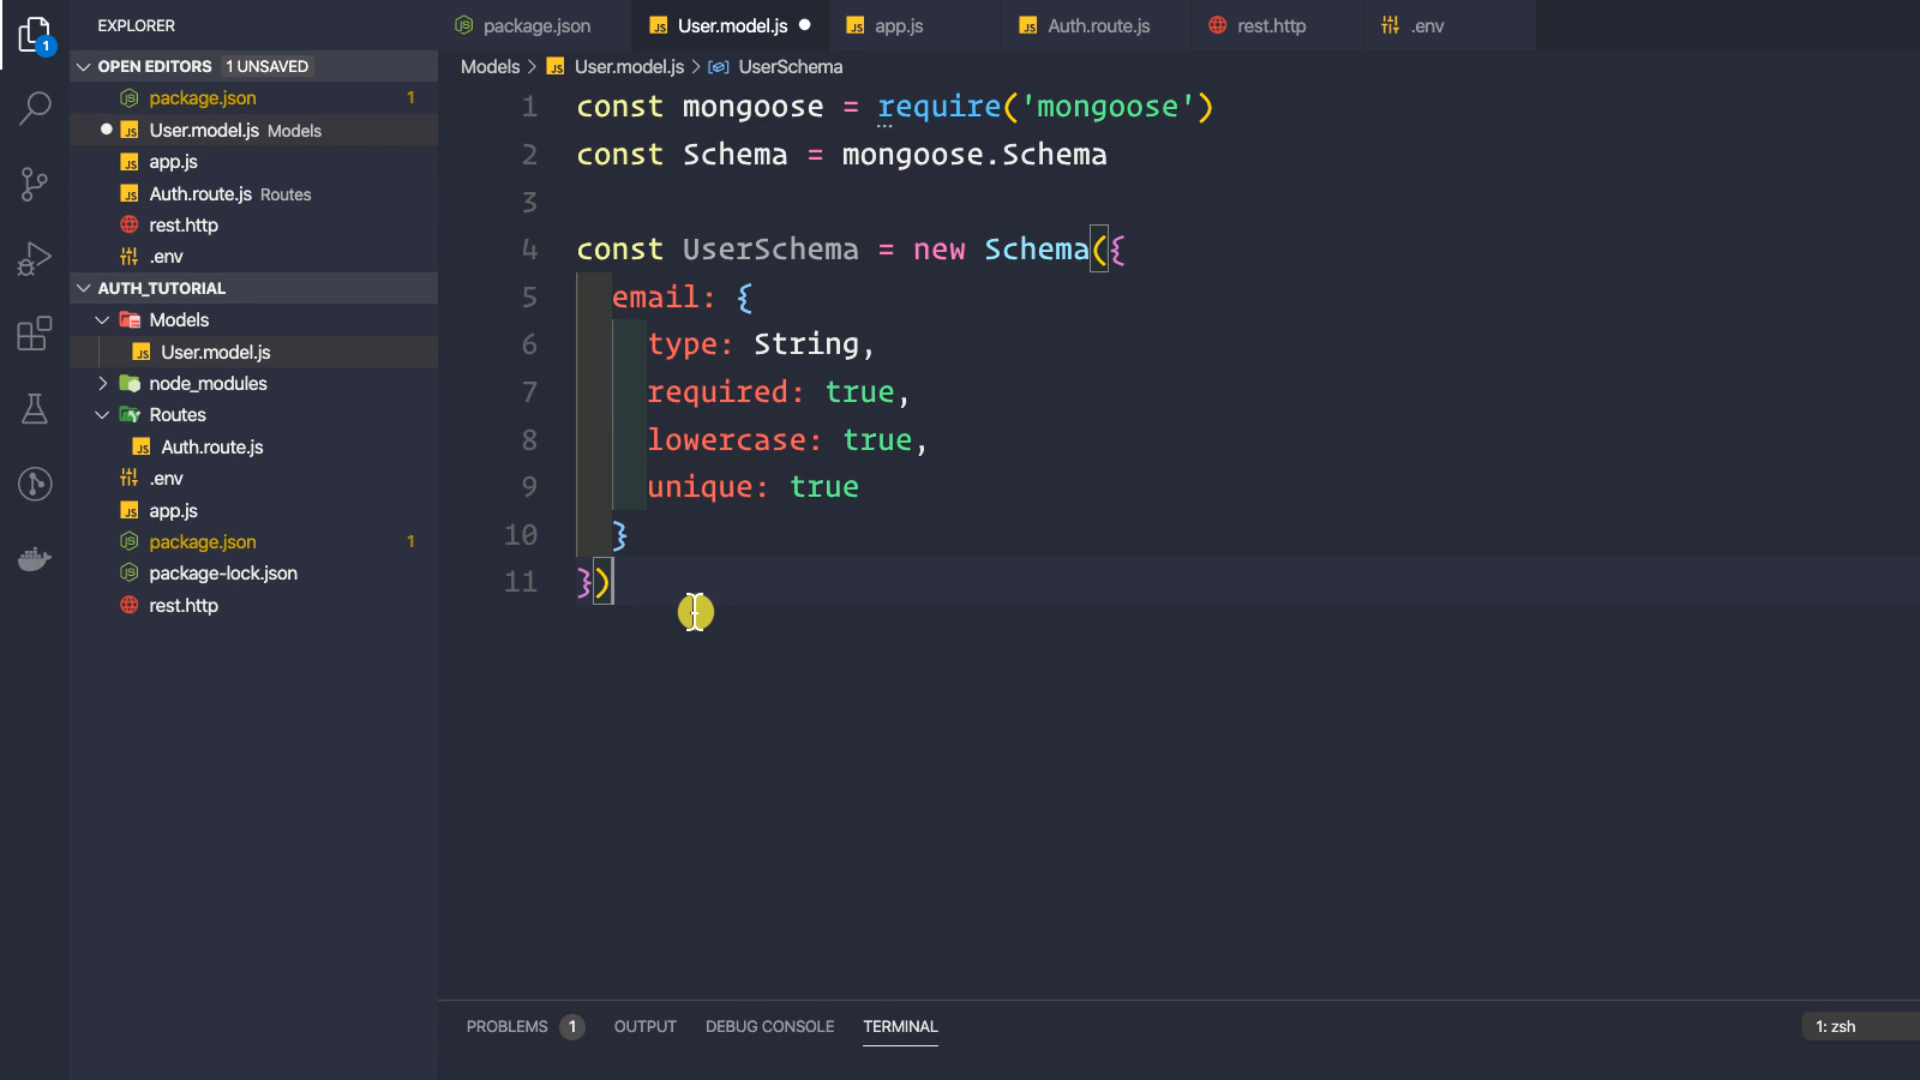 EXPLORER
OPEN EDITORS 1 UNSAVED
package.json 1
User.model.js Models
app.js
Auth.route.js Routes
rest.http
.env
AUTH_TUTORIAL
Models
User.model.js
node_modules
Routes
Auth.route.js
.env
app.js
package.json 1
package-lock.json
rest.http
1
package.json User.model.js app.js Auth.route.js rest.http .env
Models > User.model.js > UserSchema
1 const mongoose = require('mongoose')
2 const Schema = mongoose.Schema
3
4 const UserSchema = new Schema({
5 email: {
6 type: String,
7 required: true,
8 lowercase: true,
9 unique: true
10 }
11 })
PROBLEMS 1 OUTPUT DEBUG CONSOLE TERMINAL 1: zsh